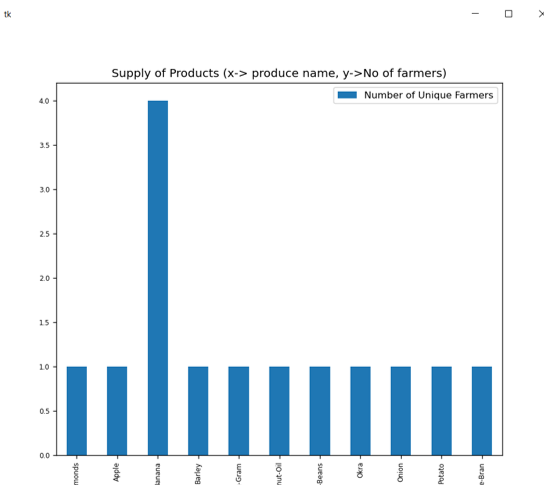 tk
Supply of Products (x-> produce name, y->No of farmers)
Number of Unique Farmers
4.0
3.5
3.0
2.5
2.0
1.5
1.0
0.5
0.0
monds
Apple
anana
Barley
-Gram
nut-Oil
-Beans
Okra
Onion
Potato
e-Bran